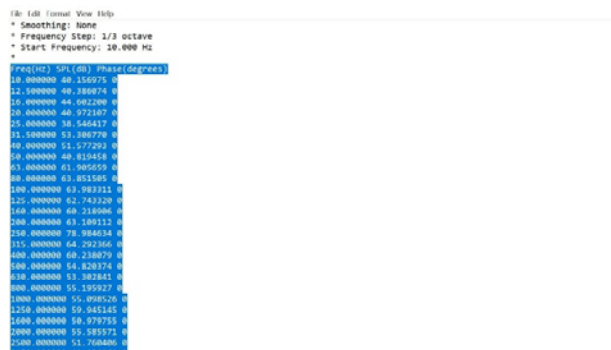 File Edit Format View Help
* Smoothing: None
* Frequency Step: 1/3 octave
* Start Frequency: 10.000 Hz
*
Freq(Hz) SPL(dB) Phase(degrees)
10.000000 40.156975 0
12.500000 40.386074 0
16.000000 44.602200 0
20.000000 40.972107 0
25.000000 38.546417 0
31.500000 53.306770 0
40.000000 51.577293 0
50.000000 40.819458 0
63.000000 61.905659 0
80.000000 63.851505 0
100.000000 63.983311 0
125.000000 62.743320 0
160.000000 60.218906 0
200.000000 63.109112 0
250.000000 78.984634 0
315.000000 64.292366 0
400.000000 60.238079 0
500.000000 54.820374 0
630.000000 53.302841 0
800.000000 55.195927 0
1000.000000 55.098526 0
1250.000000 59.945145 0
1600.000000 50.979755 0
2000.000000 55.585571 0
2500.000000 51.760406 0